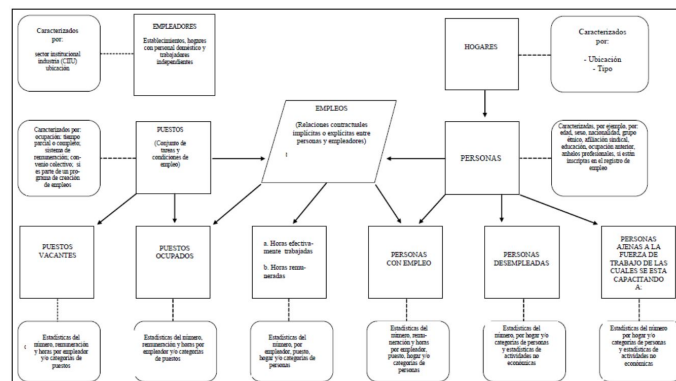 Caracterizados
por:
sector institucional
industria (CIIU)
ubicación
EMPLEADORES
Establecimientos, hogares
con personal doméstico y
trabajadores
independientes
HOGARES
Caracterizados
por:
- Ubicación
- Tipo
Caracterizados por:
ocupación: tiempo
parcial o completo;
sistema de
remuneración, con-
venio colectivo; si
es parte de un pro-
grama de creación
de empleos
PUESTOS
(Conjunto de
tareas y
condiciones de
empleo)
EMPLEOS
(Relaciones contractuales
implícitas o explícitas entre
personas y empleadores)
PERSONAS
Caracterizadas, por ejemplo, por:
edad, sexo, nacionalidad, grupo
étnico, afiliación sindical,
educación, ocupación anterior,
anhelos profesionales, si están
inscriptas en el registro de
empleo
PUESTOS
VACANTES
PUESTOS
OCUPADOS
a. Horas efectiva-
mente trabajadas
b. Horas remu-
neradas
PERSONAS
CON EMPLEO
PERSONAS
DESEMPLEADAS
PERSONAS
AJENAS A LA
FUERZA DE
TRABAJO DE LAS
CUALES SE ESTA
CAPACITANDO
A:
Estadísticas del
número, remuneración
y horas por empleador
y/o categorías de
puestos
Estadísticas del número,
remuneración y horas por
empleador y/o categorías
de puestos
Estadísticas del
número, por
empleador, puesto,
hogar y/o categorías de
personas
Estadísticas del
número, remu-
neración y horas
por empleador,
puesto, hogar y/o
categorías de
personas
Estadísticas del
número, por hogar y/o
categorías de personas
y estadísticas de
actividades no
económicas
Estadísticas del número
por hogar y/o
categorías de personas
y estadísticas de
actividades no
económicas